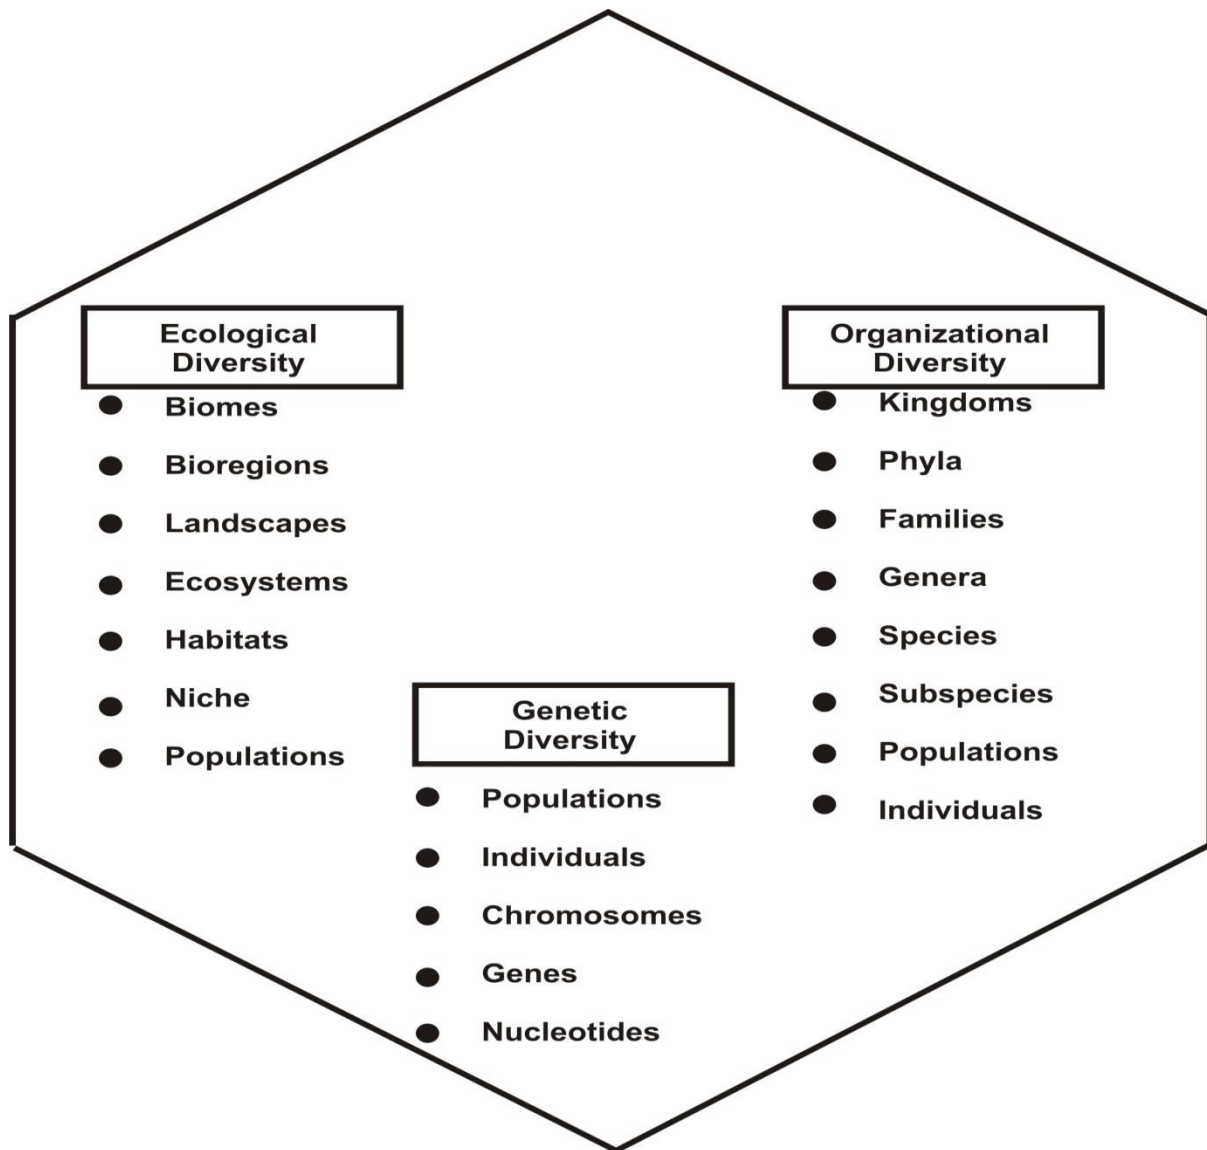 Ecological
Diversity
Biomes
Bioregions
Landscapes
Ecosystems
Habitats
Niche
Populations
Organizational
Diversity
Kingdoms
Phyla
Families
Genera
Species
Subspecies
Populations
Individuals
Genetic
Diversity
Populations
Individuals
Chromosomes
Genes
Nucleotides